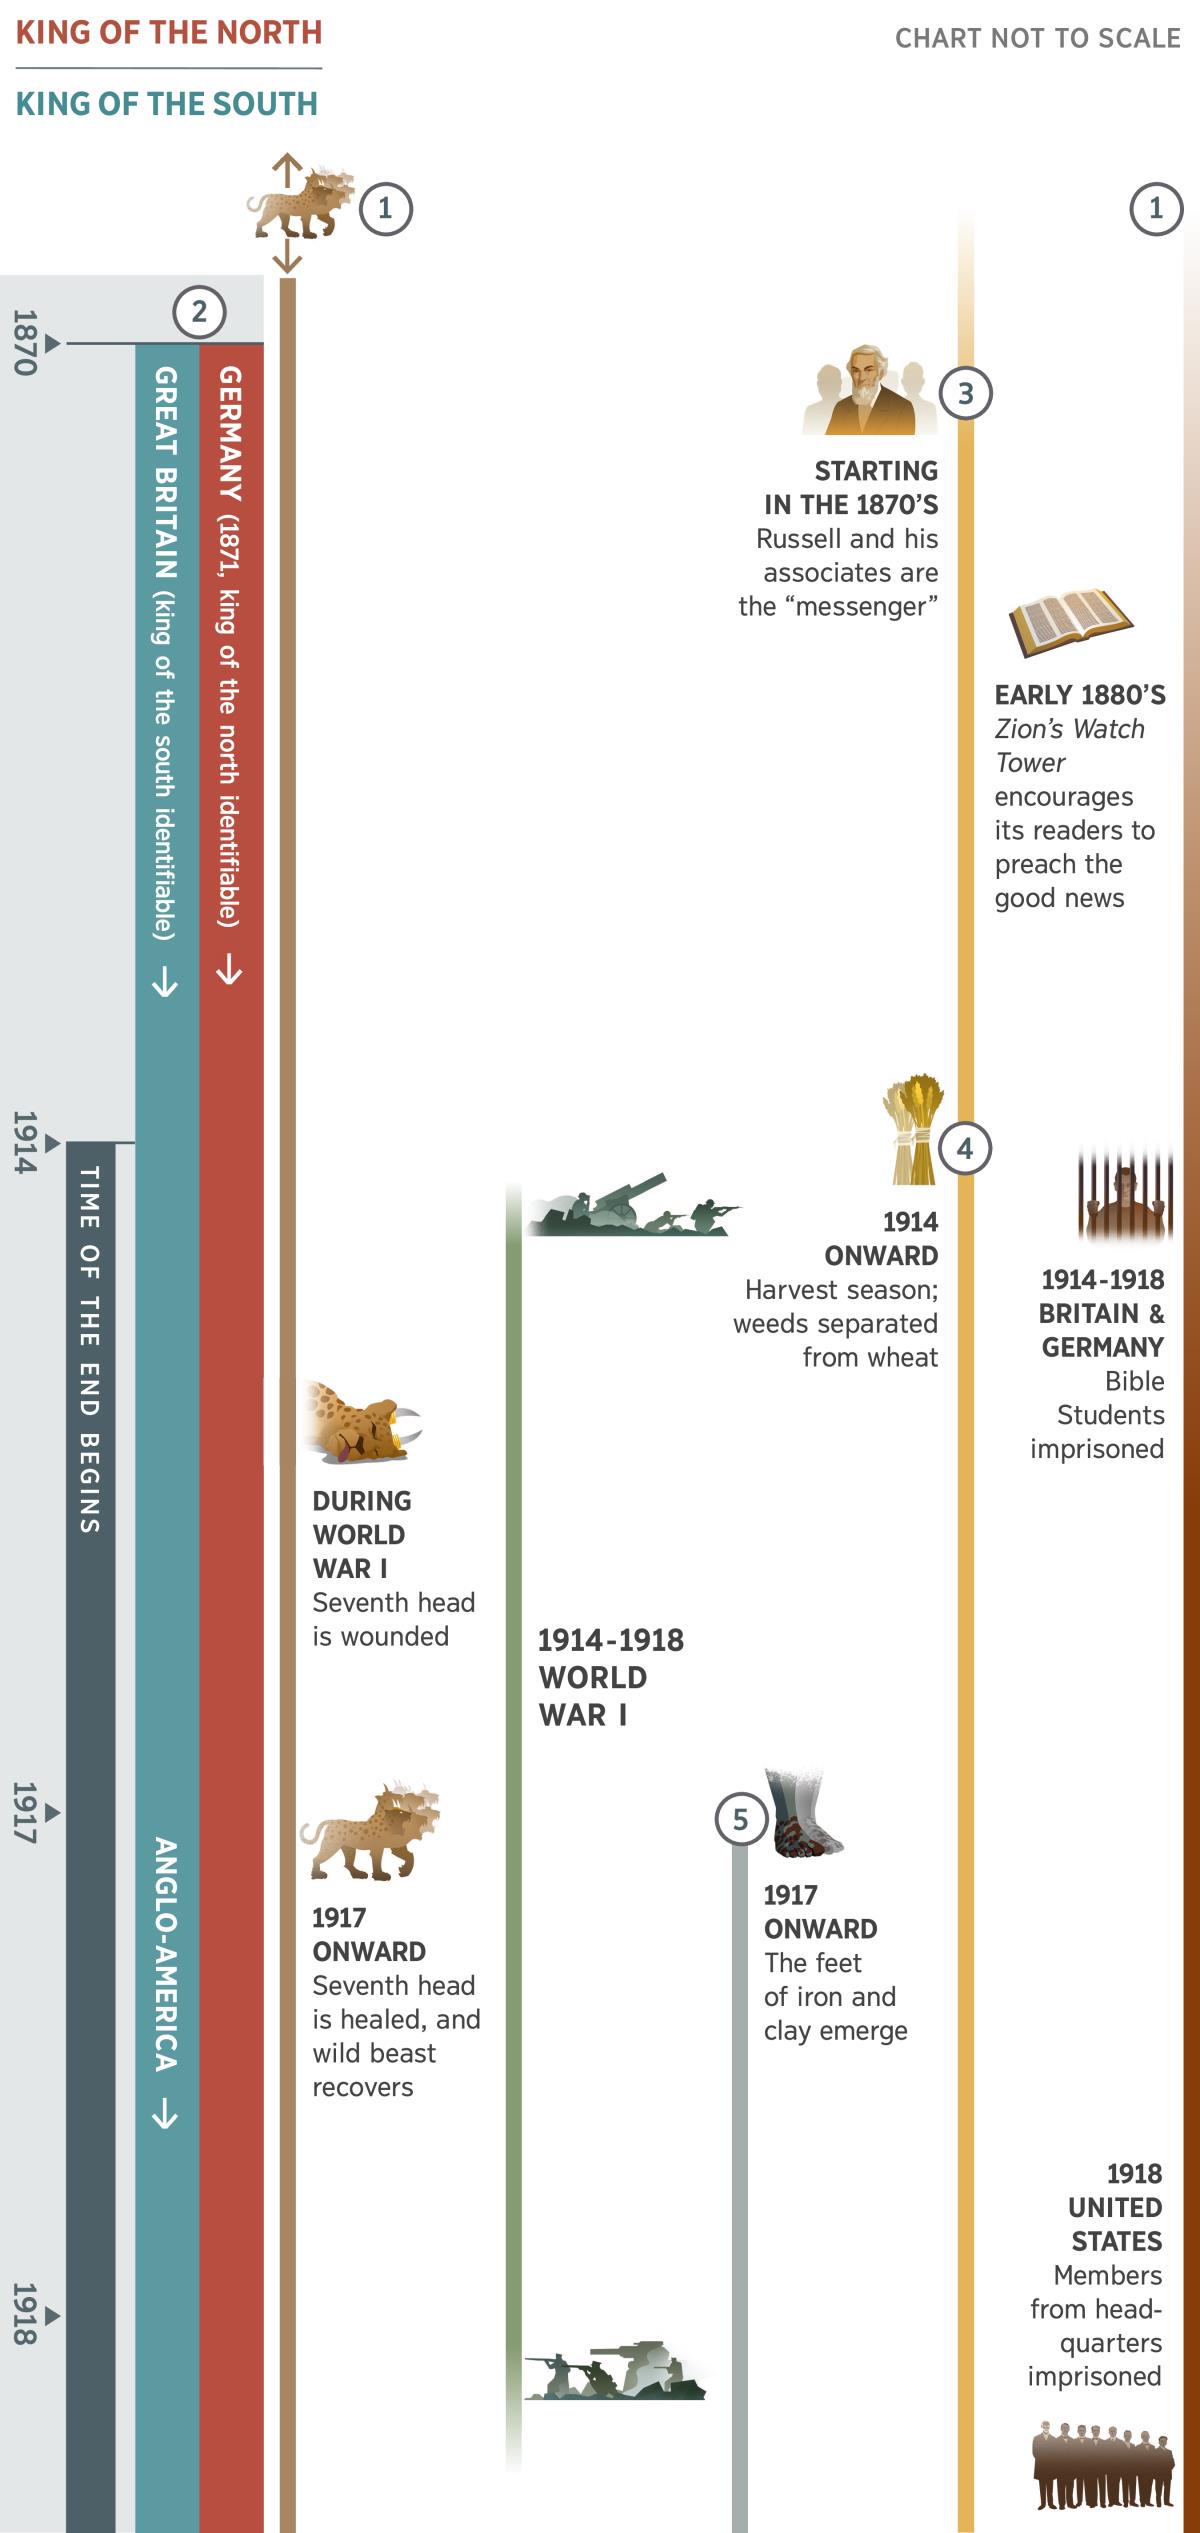 KING OF THE NORTH
KING OF THE SOUTH
CHART NOT TO SCALE
1
1
2
1870
GREAT BRITAIN (king of the south identifiable) ↓
GERMANY (1871, king of the north identifiable) ↓
3
STARTING
IN THE 1870’S
Russell and his
associates are
the “messenger”
EARLY 1880’S
Zion’s Watch
Tower
encourages
its readers to
preach the
good news
1914
TIME OF THE END BEGINS
4
1914
ONWARD
Harvest season;
weeds separated
from wheat
1914-1918
BRITAIN &
GERMANY
Bible
Students
imprisoned
DURING
WORLD
WAR I
Seventh head
is wounded
1914-1918
WORLD
WAR I
1917
ANGLO-AMERICA ↓
1917
ONWARD
Seventh head
is healed, and
wild beast
recovers
5
1917
ONWARD
The feet
of iron and
clay emerge
1918
1918
UNITED
STATES
Members
from head-
quarters
imprisoned